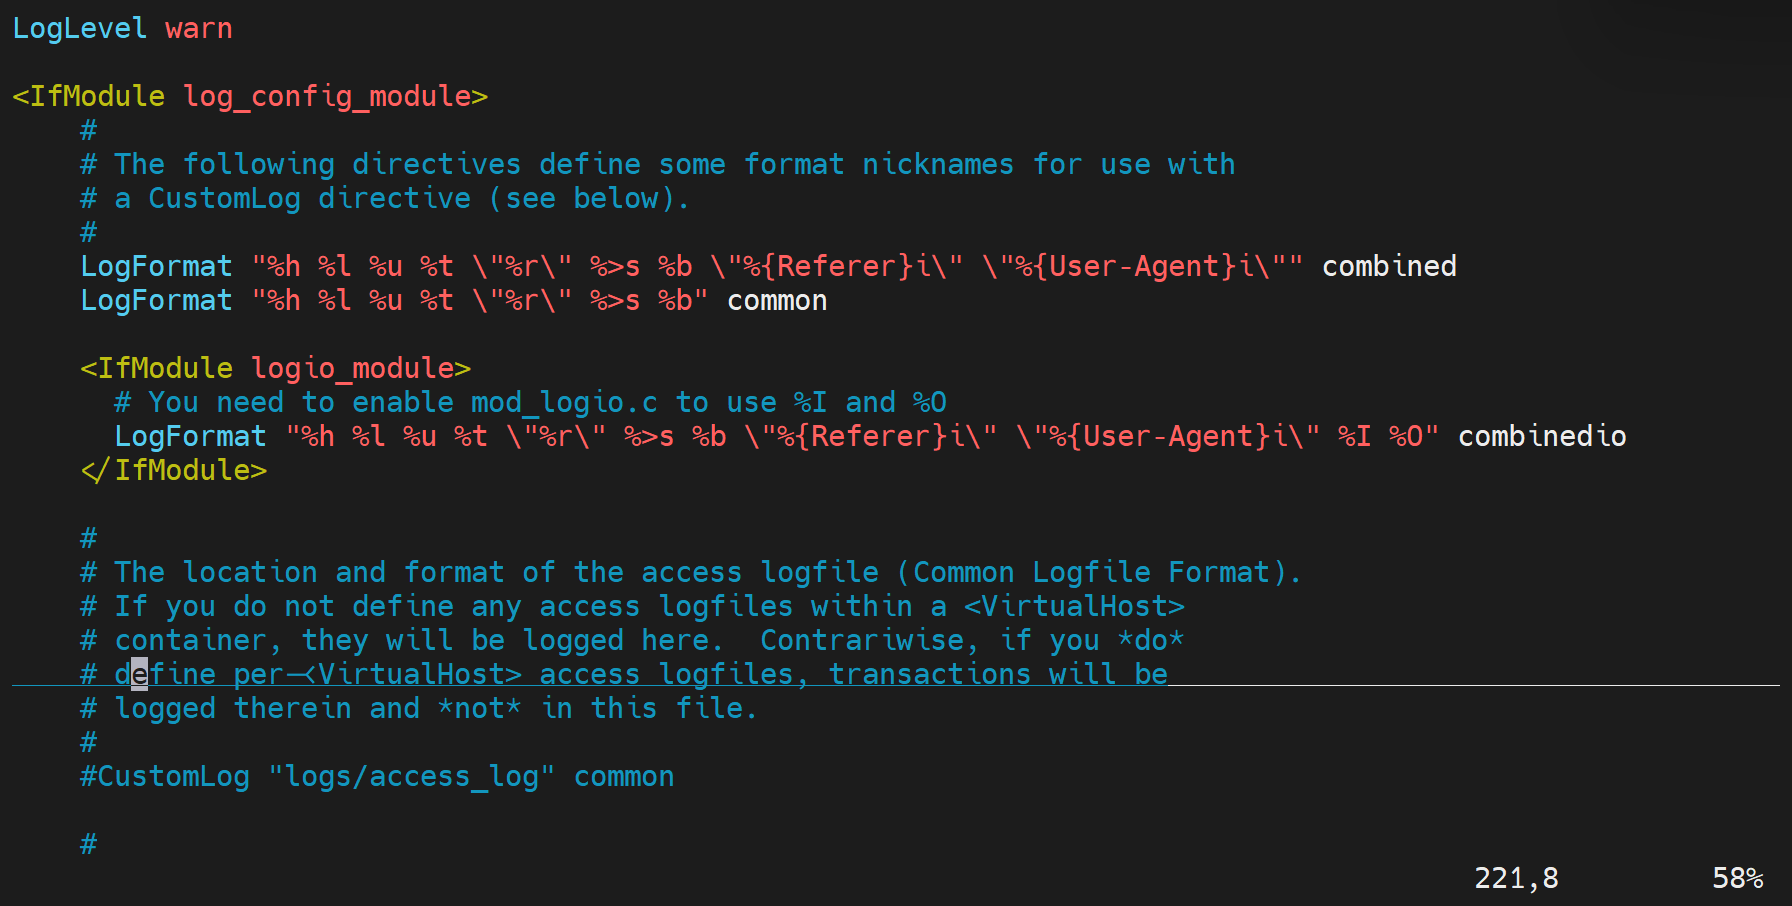 LogLevel warn

<IfModule log_config_module>
    #
    # The following directives define some format nicknames for use with
    # a CustomLog directive (see below).
    #
    LogFormat "%h %l %u %t \"%r\" %>s %b \"%{Referer}i\" \"%{User-Agent}i\"" combined
    LogFormat "%h %l %u %t \"%r\" %>s %b" common

    <IfModule logio_module>
      # You need to enable mod_logio.c to use %I and %O
      LogFormat "%h %l %u %t \"%r\" %>s %b \"%{Referer}i\" \"%{User-Agent}i\" %I %O" combinedio
    </IfModule>

    #
    # The location and format of the access logfile (Common Logfile Format).
    # If you do not define any access logfiles within a <VirtualHost>
    # container, they will be logged here.  Contrariwise, if you *do*
    # define per-<VirtualHost> access logfiles, transactions will be
    # logged therein and *not* in this file.
    #
    #CustomLog "logs/access_log" common

    #
221,8 58%